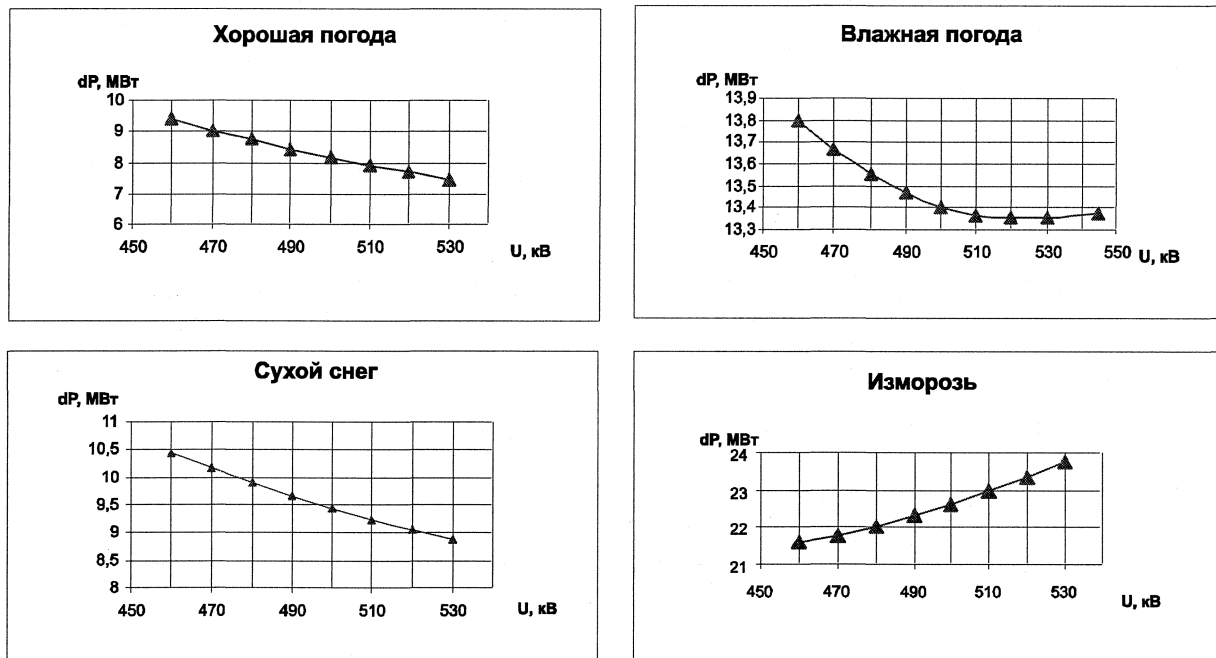 Хорошая погода
dP, МВт
10
9
8
7
6
450 470 490 510 530
U, кВ
Влажная погода
dP, МВт
13,9
13,8
13,7
13,6
13,5
13,4
13,3
450 470 490 510 530 550
U, кВ
Сухой снег
dP, МВт
11
10,5
10
9,5
9
8,5
8
450 470 490 510 530
U, кВ
Изморозь
dP, МВт
24
23
22
21
450 470 490 510 530
U, кВ